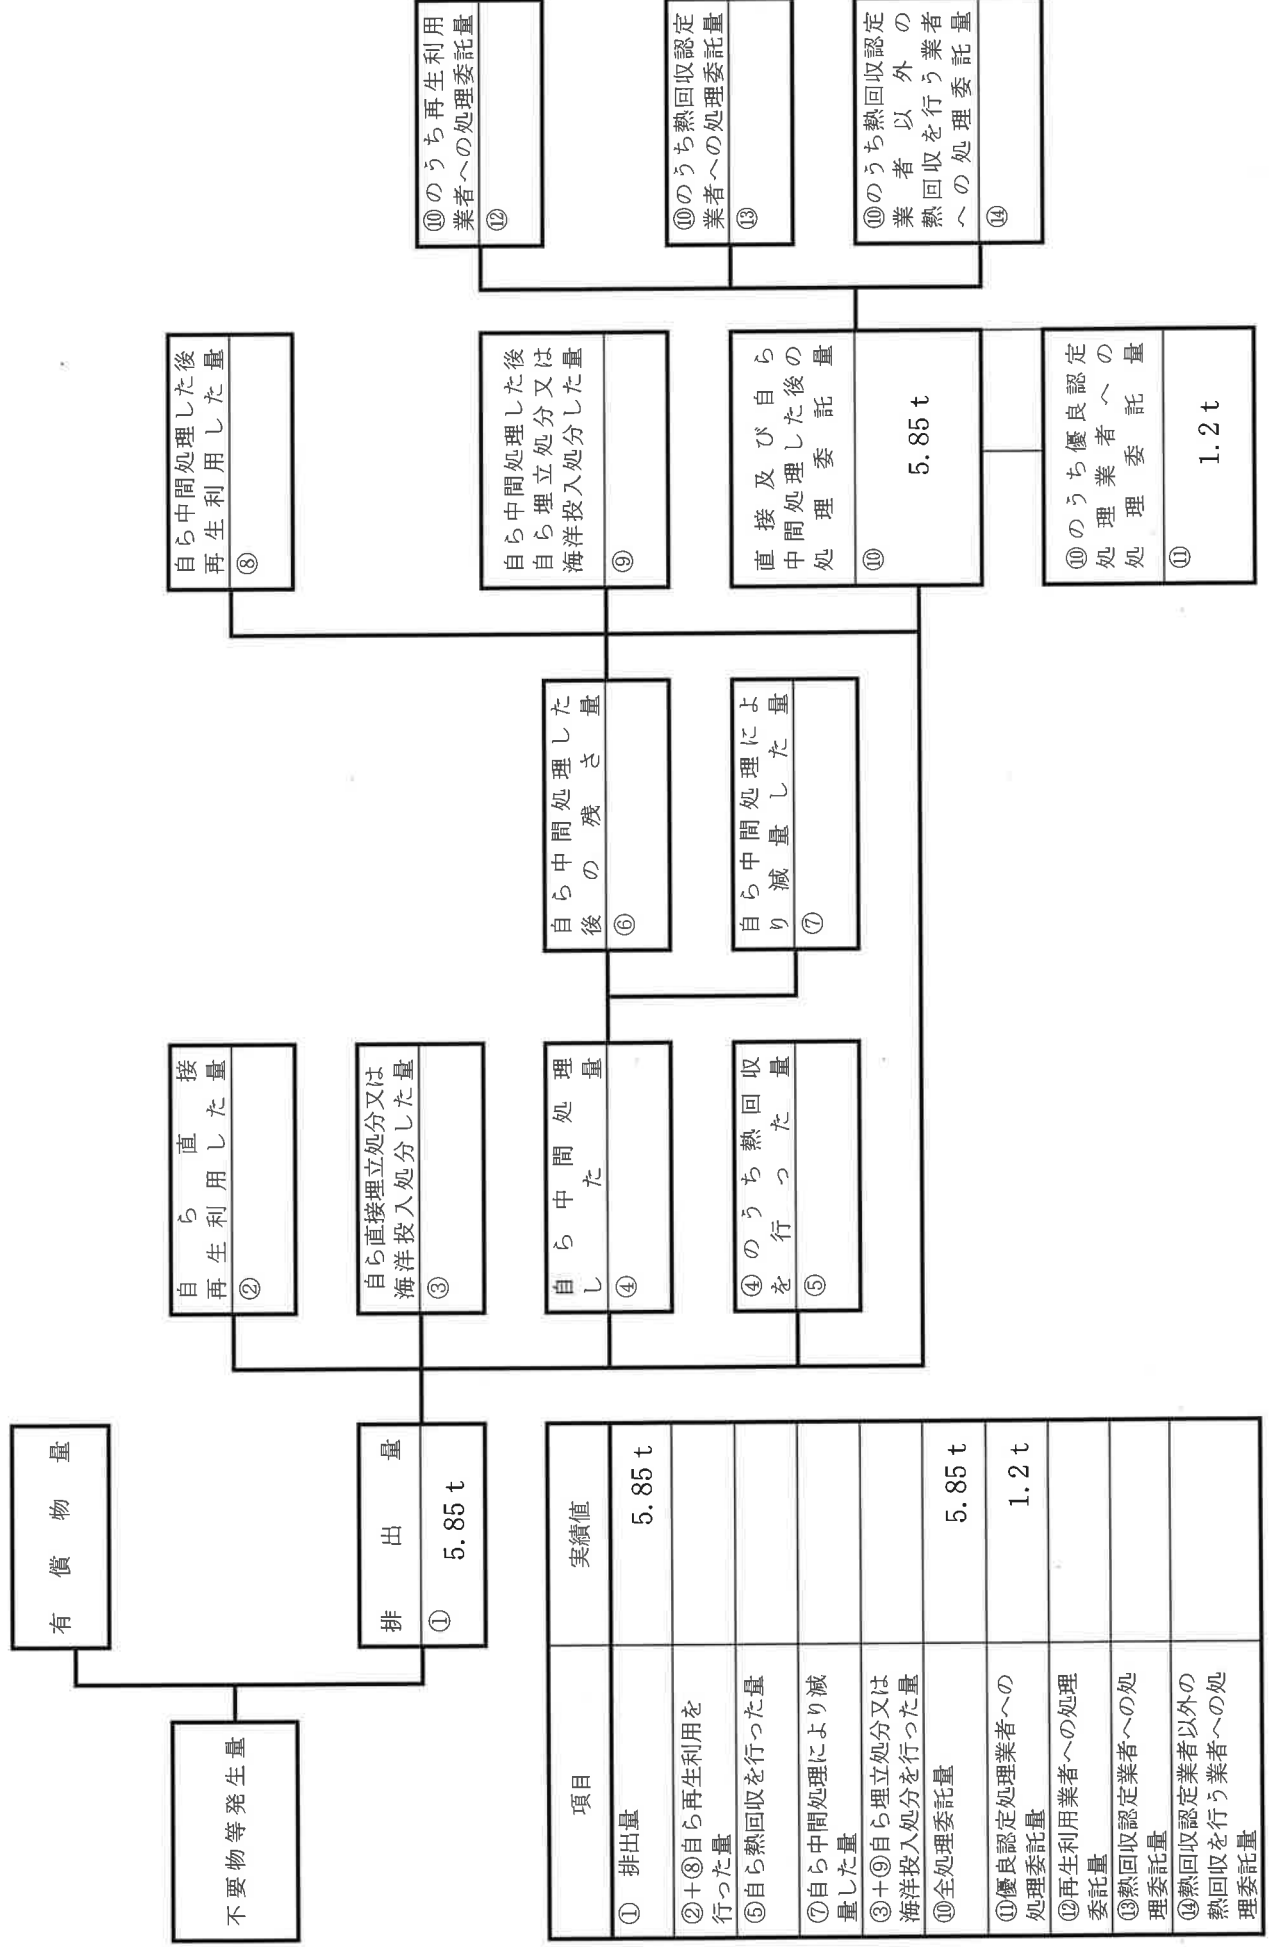 不要物等発生量
有償物量
排出量
①
5.85t
自ら直接
再生利用した量
②
自ら直接埋立処分又は
海洋投入処分した量
③
自ら中間処理
した量
④
④のうち熱回収
を行った量
⑤
自ら中間処理した
後の残さ量
⑥
自ら中間処理によ
り減量した量
⑦
自ら中間処理した後
再生利用した量
⑧
自ら中間処理した後
自ら埋立処分又は
海洋投入処分した量
⑨
直接及び自ら
中間処理した後の
処理委託量
⑩
5.85t
⑩のうち優良認定
処理業者への
処理委託量
⑪
1.2t
⑩のうち再生利用
業者への処理委託量
⑫
⑩のうち熱回収認定
業者への処理委託量
⑬
⑩のうち熱回収認定
業者以外の
熱回収を行う業者
への処理委託量
⑭
項目 実績値
① 排出量 5.85t
②+⑧自ら再生利用を
行った量
⑤自ら熱回収を行った量
⑦自ら中間処理により減
量した量
③+⑨自ら埋立処分又は
海洋投入処分を行った量
⑩全処理委託量 5.85t
⑪優良認定処理業者への
処理委託量 1.2t
⑫再生利用業者への処理
委託量
⑬熱回収認定業者への処
理委託量
⑭熱回収認定業者以外の
熱回収を行う業者への処
理委託量